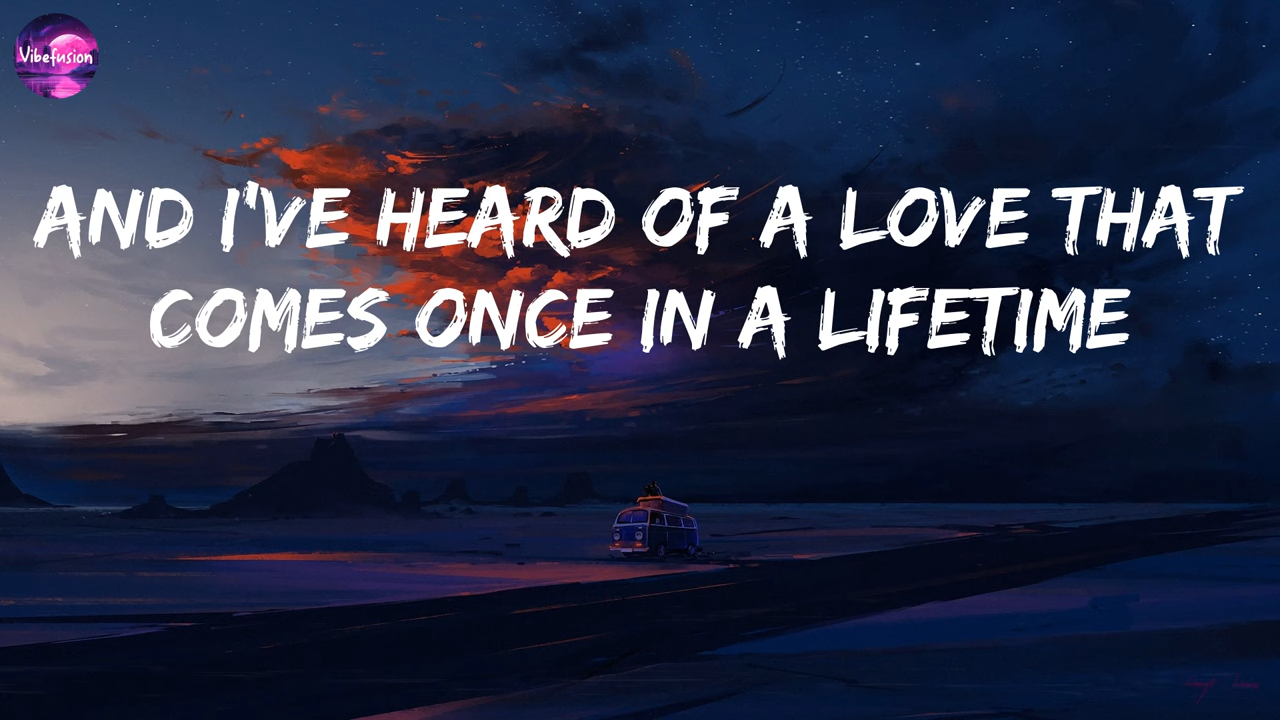 Vibefusion
AND I'VE HEARD OF A LOVE THAT
COMES ONCE IN A LIFETIME